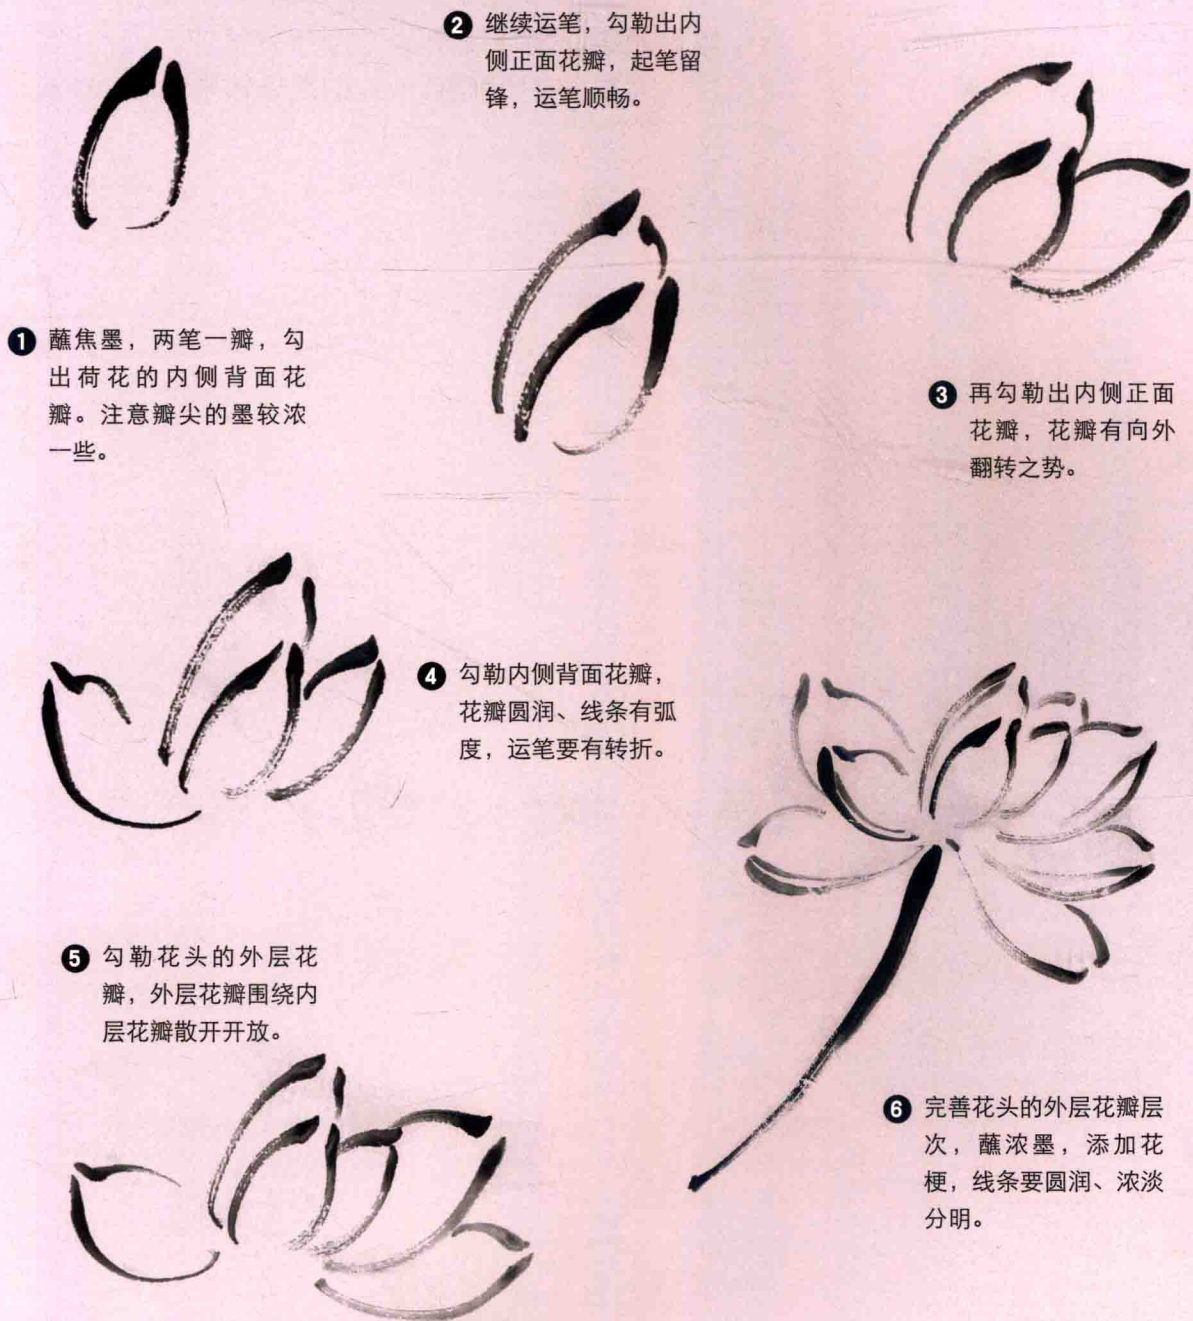 ❶ 蘸焦墨，两笔一瓣，勾
出荷花的内侧背面花
瓣。注意瓣尖的墨较浓
一些。
❷ 继续运笔，勾勒出内
侧正面花瓣，起笔留
锋，运笔顺畅。
❸ 再勾勒出内侧正面
花瓣，花瓣有向外
翻转之势。
❹ 勾勒内侧背面花瓣，
花瓣圆润、线条有弧
度，运笔要有转折。
❺ 勾勒花头的外层花
瓣，外层花瓣围绕内
层花瓣散开开放。
❻ 完善花头的外层花瓣层
次，蘸浓墨，添加花
梗，线条要圆润、浓淡
分明。